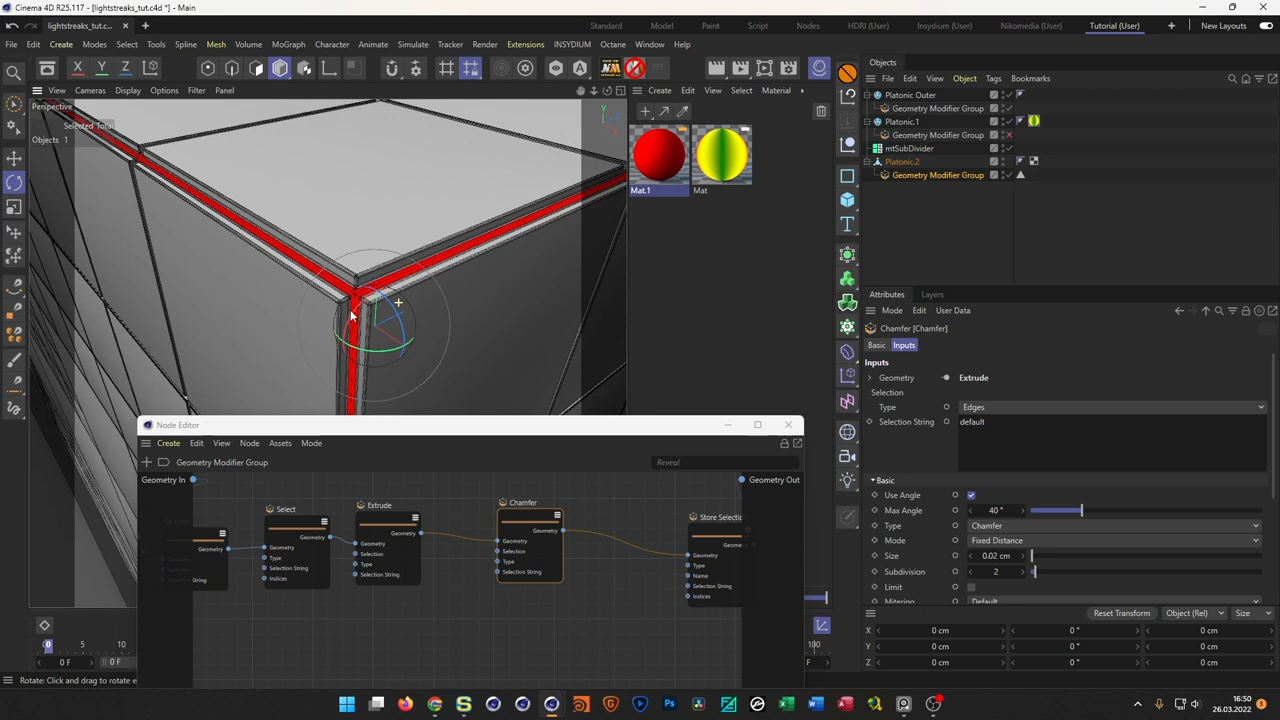 Cinema 4D R25.117 - [lightstreaks_tut.c4d *] - Main
lightstreaks_tut.c...
Standard
Model
Paint
Script
Nodes
HDRI (User)
Insydium (User)
Nikomedia (User)
Tutorial (User)
New Layouts
File Edit Create Modes Select Tools Spline Mesh Volume MoGraph Character Animate Simulate Tracker Render Extensions INSYDIUM Octane Window Help
Objects
X Y Z
NM
View Cameras Display Options Filter Panel
Create Edit View Select Material
File Edit View Object Tags Bookmarks
Perspective
Selected Total
Objects 1
Y
Platonic Outer
Geometry Modifier Group
Platonic.1
Geometry Modifier Group
mtSubDivider
Platonic.2
Geometry Modifier Group
Mat.1
Mat
Attributes
Layers
Mode Edit User Data
Chamfer [Chamfer]
Basic
Inputs
Inputs
Geometry
Extrude
Selection
Type
Edges
Selection String
default
Basic
Use Angle
Max Angle
40 °
Type
Chamfer
Mode
Fixed Distance
Size
0.02 cm
Subdivision
2
Limit
Mitering
Default
Reset Transform
Object (Rel)
Size
X 0 cm 0 ° 0 cm
Y 0 cm 0 ° 0 cm
Z 0 cm 0 ° 0 cm
Node Editor
Create Edit View Node Assets Mode
Geometry Modifier Group
Reveal
Geometry In
Geometry Out
Geometry
String
Select
Geometry
Geometry
Type
Selection String
Indices
Extrude
Geometry
Geometry
Selection
Type
Selection String
Chamfer
Geometry
Geometry
Selection
Type
Selection String
Store Selectio
Geome
Geometry
Type
Name
Selection String
Indices
0
5
10
100
0 F
0 F
Rotate: Click and drag to rotate e
Ps
16:50
26.03.2022